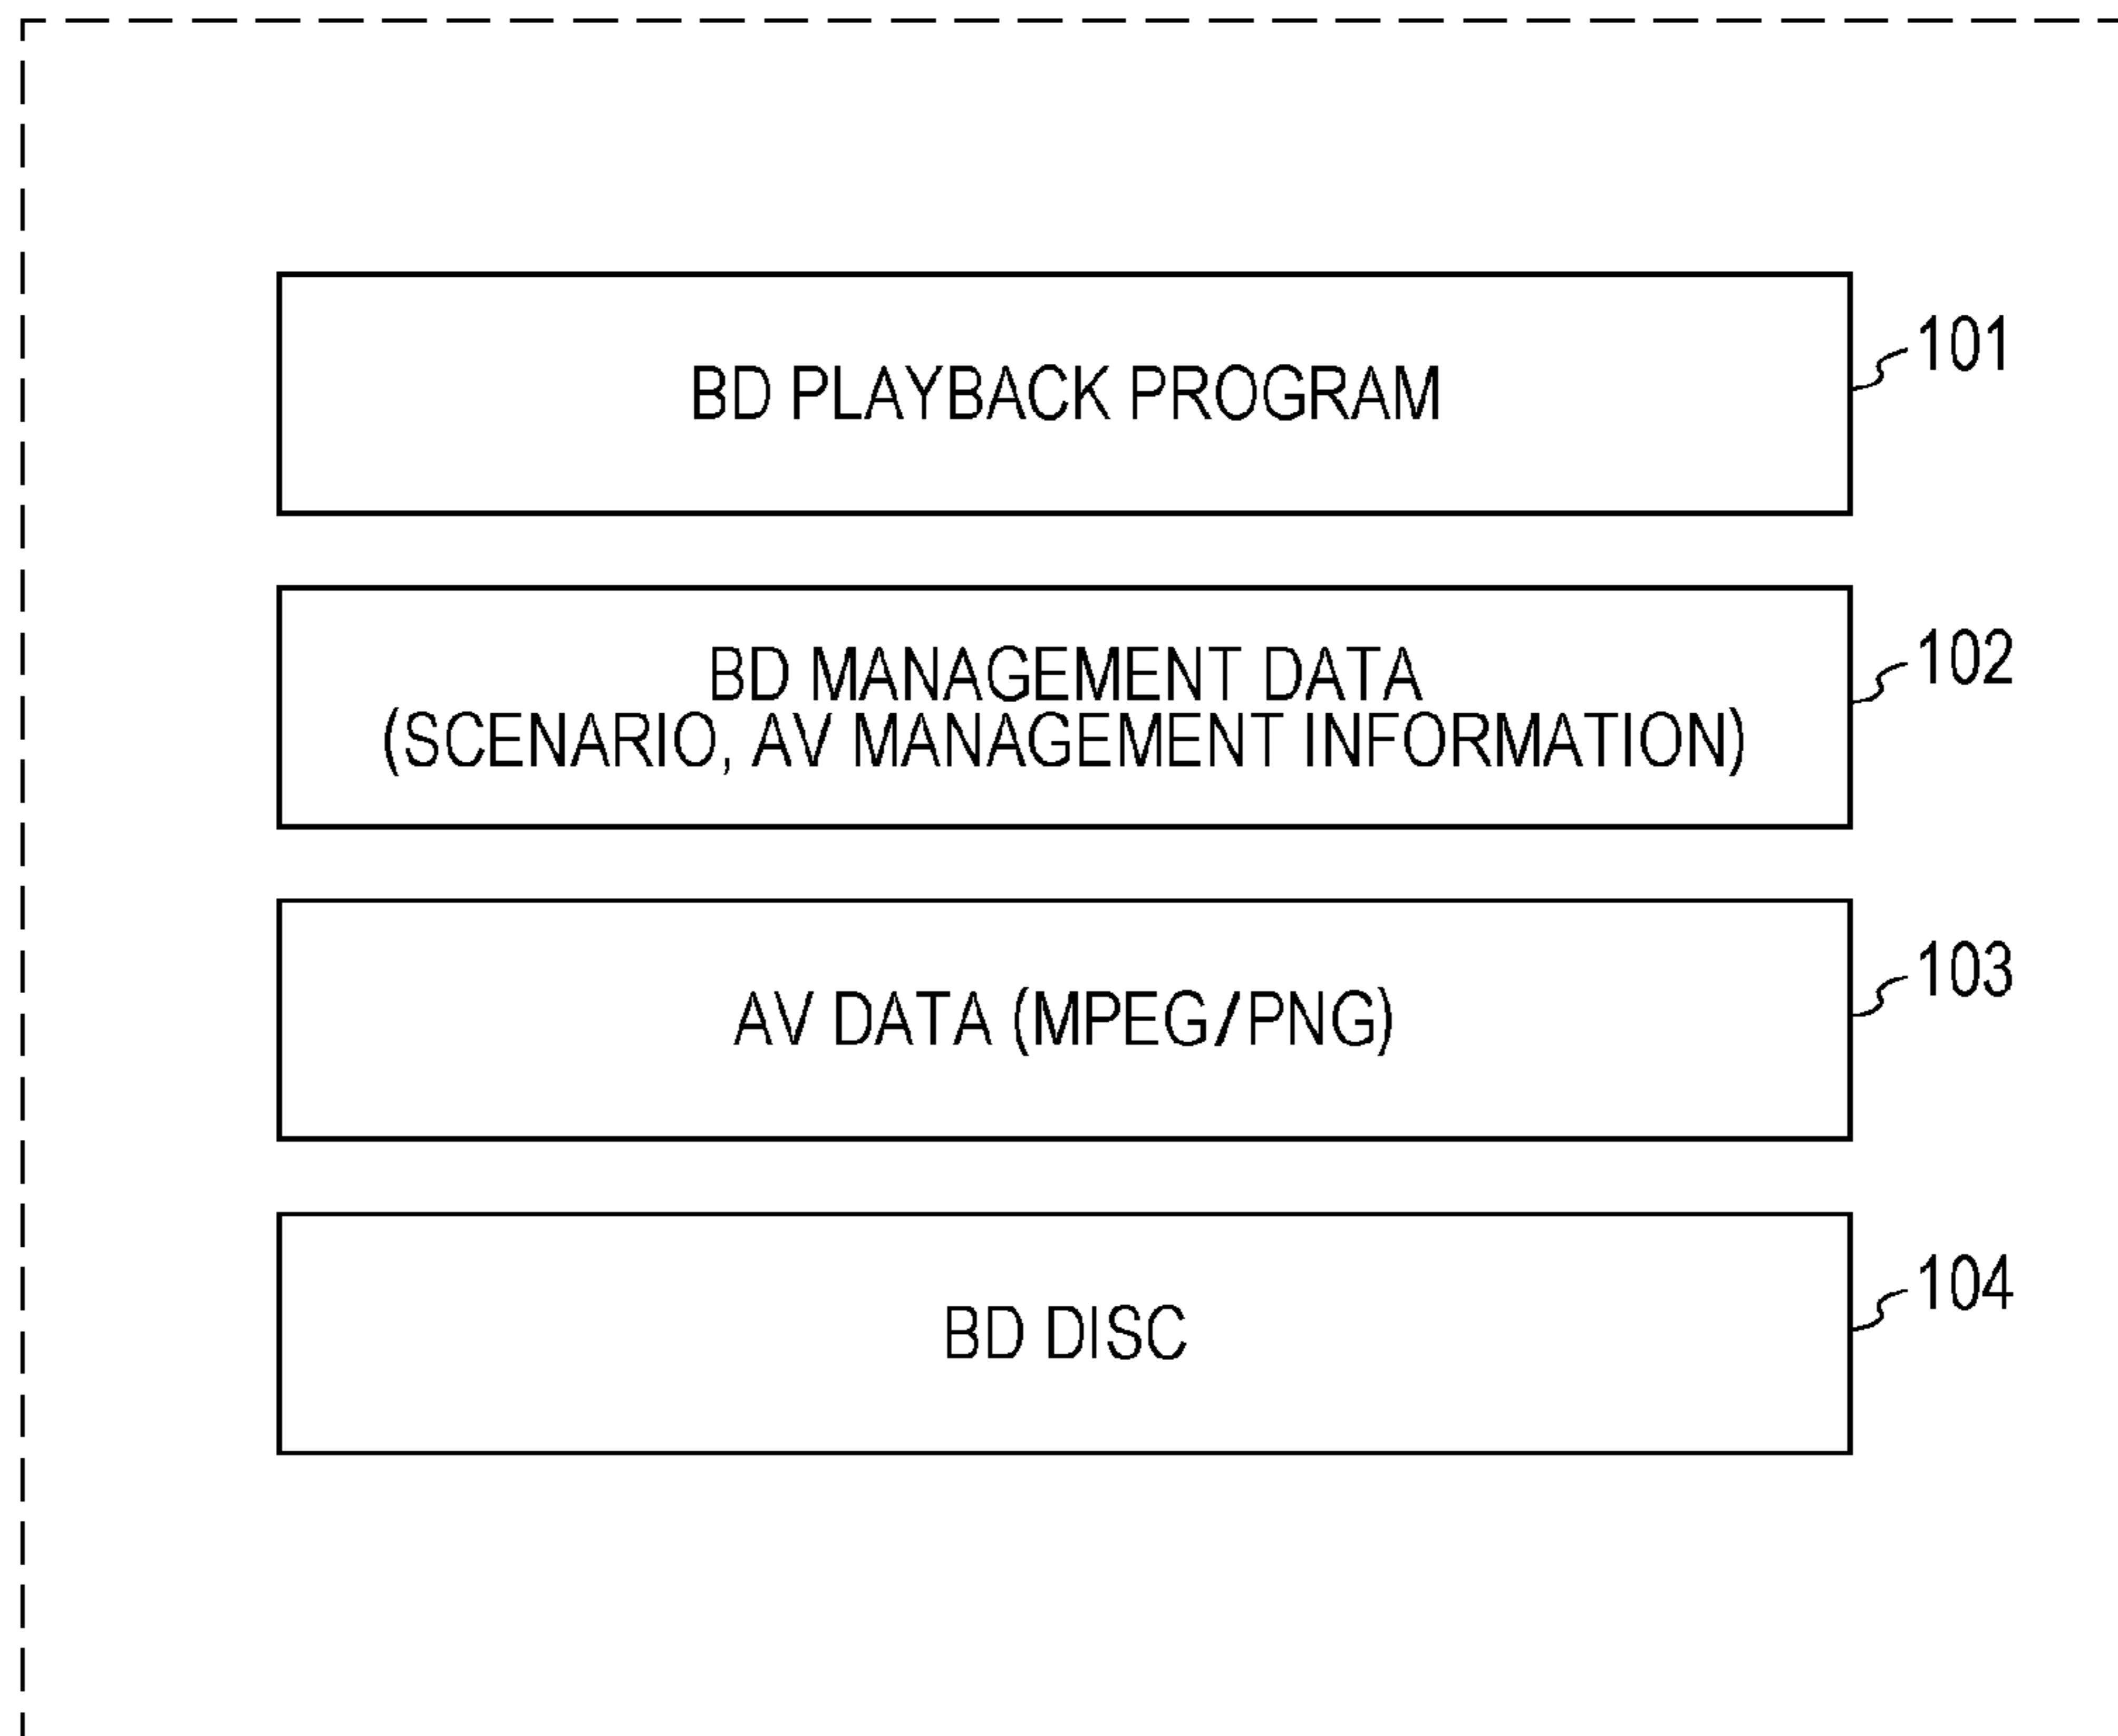 BD PLAYBACK PROGRAM
101
BD MANAGEMENT DATA
(SCENARIO, AV MANAGEMENT INFORMATION)
102
AV DATA (MPEG/PNG)
103
BD DISC
104